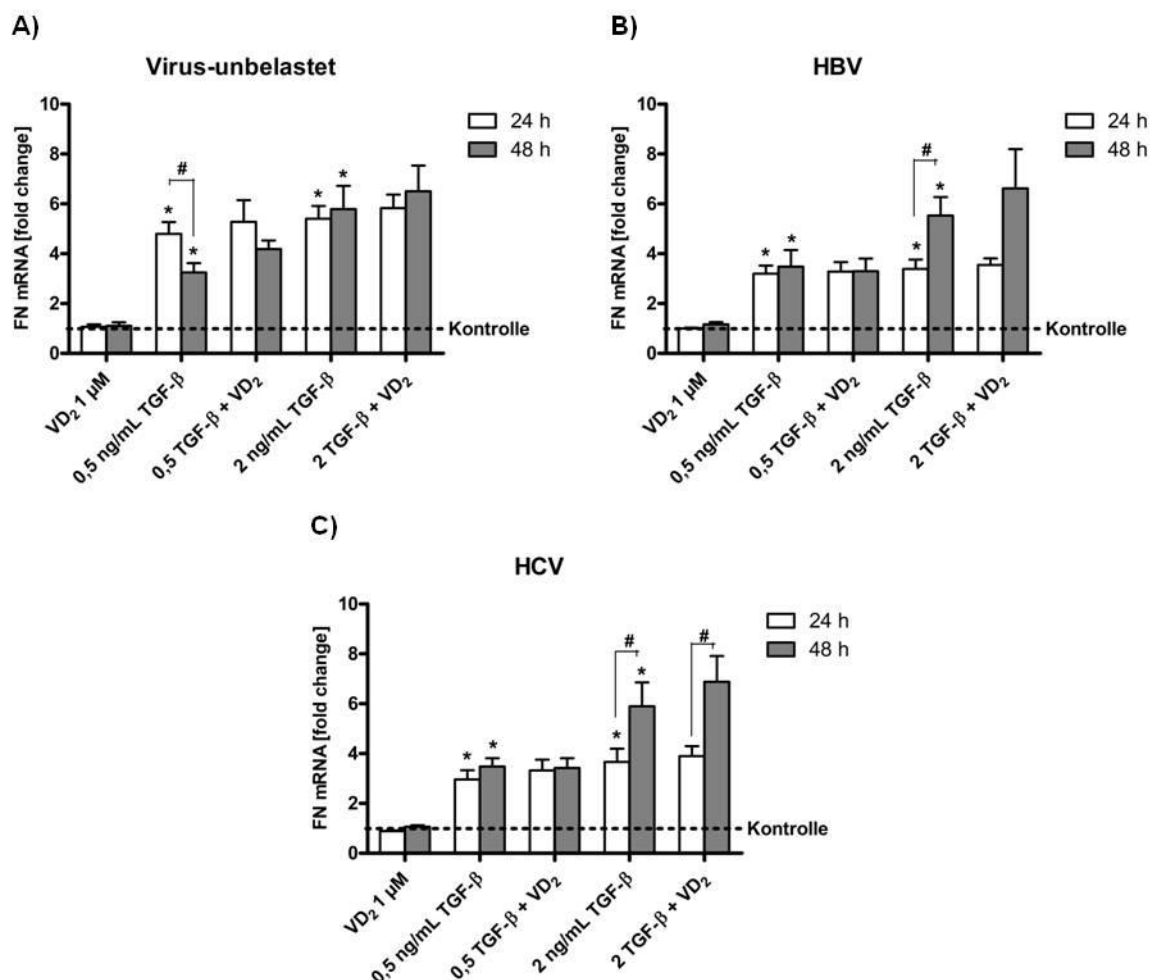 A)
Virus-unbelastet
FN mRNA [fold change]
10
8
6
4
2
0
24 h
48 h
#
*
*
*
*
Kontrolle
VD₂ 1 µM
0,5 ng/mL TGF-β
0,5 TGF-β + VD₂
2 ng/mL TGF-β
2 TGF-β + VD₂
B)
HBV
FN mRNA [fold change]
10
8
6
4
2
0
24 h
48 h
#
*
*
*
*
Kontrolle
VD₂ 1 µM
0,5 ng/mL TGF-β
0,5 TGF-β + VD₂
2 ng/mL TGF-β
2 TGF-β + VD₂
C)
HCV
FN mRNA [fold change]
10
8
6
4
2
0
24 h
48 h
#
#
*
*
*
*
Kontrolle
VD₂ 1 µM
0,5 ng/mL TGF-β
0,5 TGF-β + VD₂
2 ng/mL TGF-β
2 TGF-β + VD₂